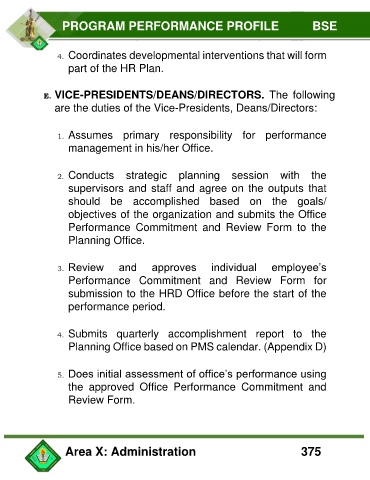 PROGRAM PERFORMANCE PROFILE BSE
4. Coordinates developmental interventions that will form
part of the HR Plan.
E. VICE-PRESIDENTS/DEANS/DIRECTORS. The following
are the duties of the Vice-Presidents, Deans/Directors:
1. Assumes primary responsibility for performance
management in his/her Office.
2. Conducts strategic planning session with the
supervisors and staff and agree on the outputs that
should be accomplished based on the goals/
objectives of the organization and submits the Office
Performance Commitment and Review Form to the
Planning Office.
3. Review and approves individual employee's
Performance Commitment and Review Form for
submission to the HRD Office before the start of the
performance period.
4. Submits quarterly accomplishment report to the
Planning Office based on PMS calendar. (Appendix D)
5. Does initial assessment of office's performance using
the approved Office Performance Commitment and
Review Form.
Area X: Administration 375